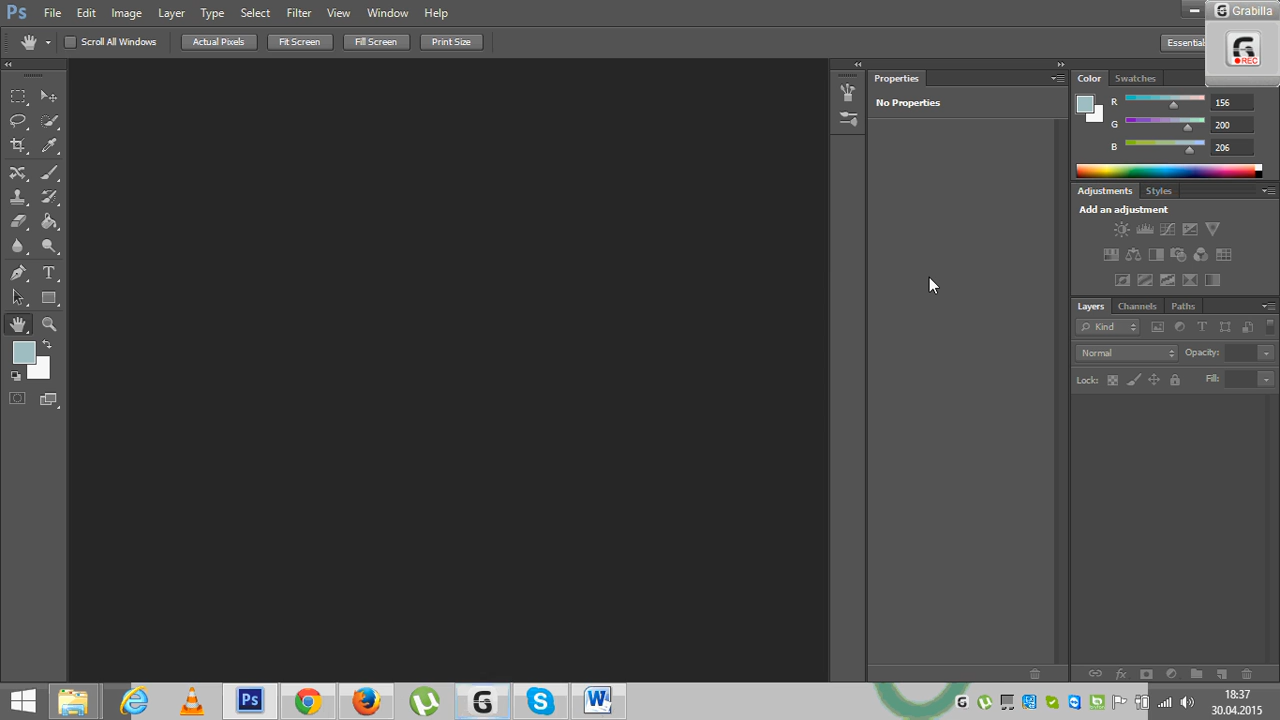 Ps File Edit Image Layer Type Select Filter View Window Help
Grabilla
Scroll All Windows Actual Pixels Fit Screen Fill Screen Print Size
REC
Properties
Color Swatches
No Properties
R 156
G 200
B 206
Adjustments Styles
Add an adjustment
Layers Channels Paths
Kind
Normal Opacity:
Lock: Fill:
Ps
18:37
30.04.2015